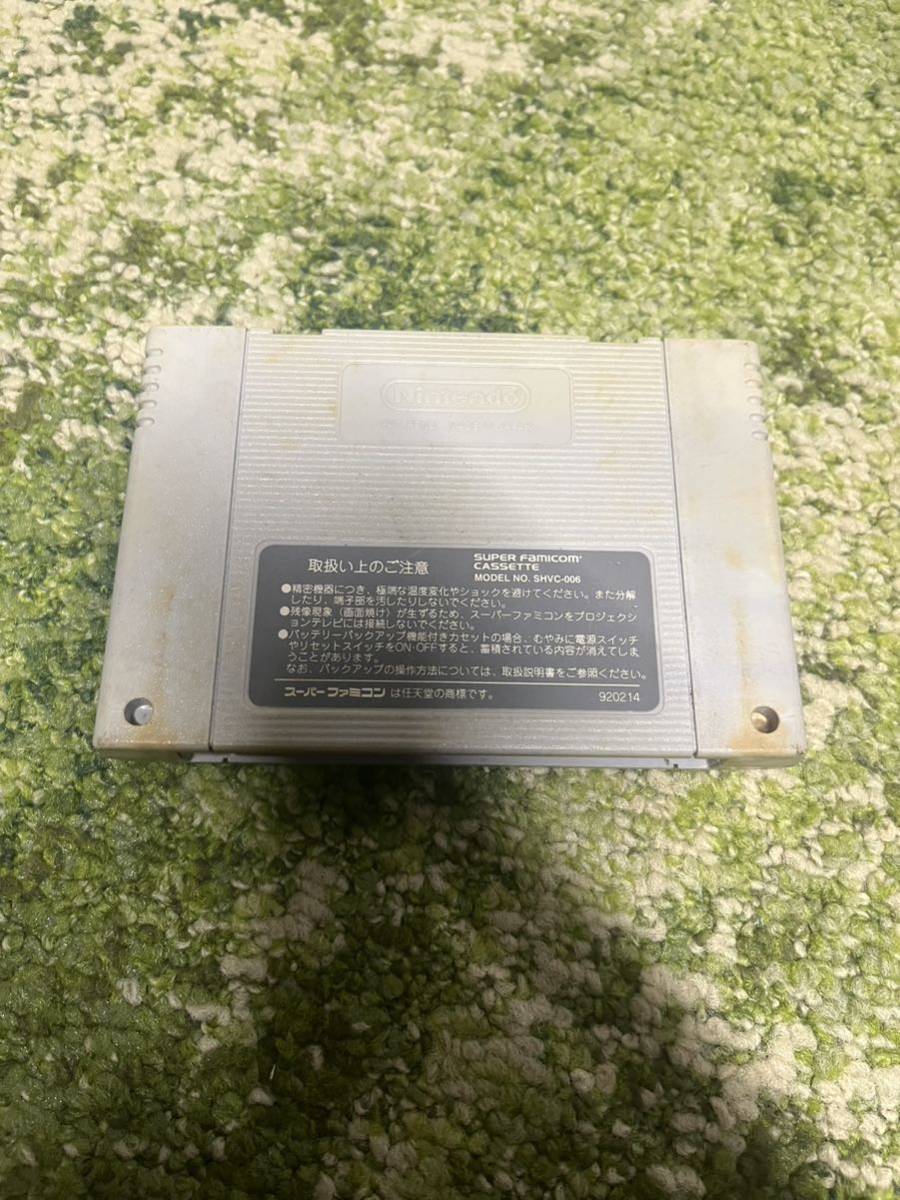 Nintendo
取扱い上のご注意
SUPER FAMICOM
CASSETTE
MODEL NO. SHVC-006
●精密機器につき、極端な温度変化やショックを避けてください。また分解
したり、端子部を汚したりしないでください。
●残像現象（画面焼け）が生ずるため、スーパーファミコンをプロジェクシ
ョンテレビには接続しないでください。
●バッテリーバックアップ機能付きカセットの場合、むやみに電源スイッチ
やリセットスイッチをON・OFFすると、蓄積されている内容が消えてしま
うことがあります。
なお、バックアップの操作方法については、取扱説明書をご参照ください。
スーパーファミコン は任天堂の商標です。
920214